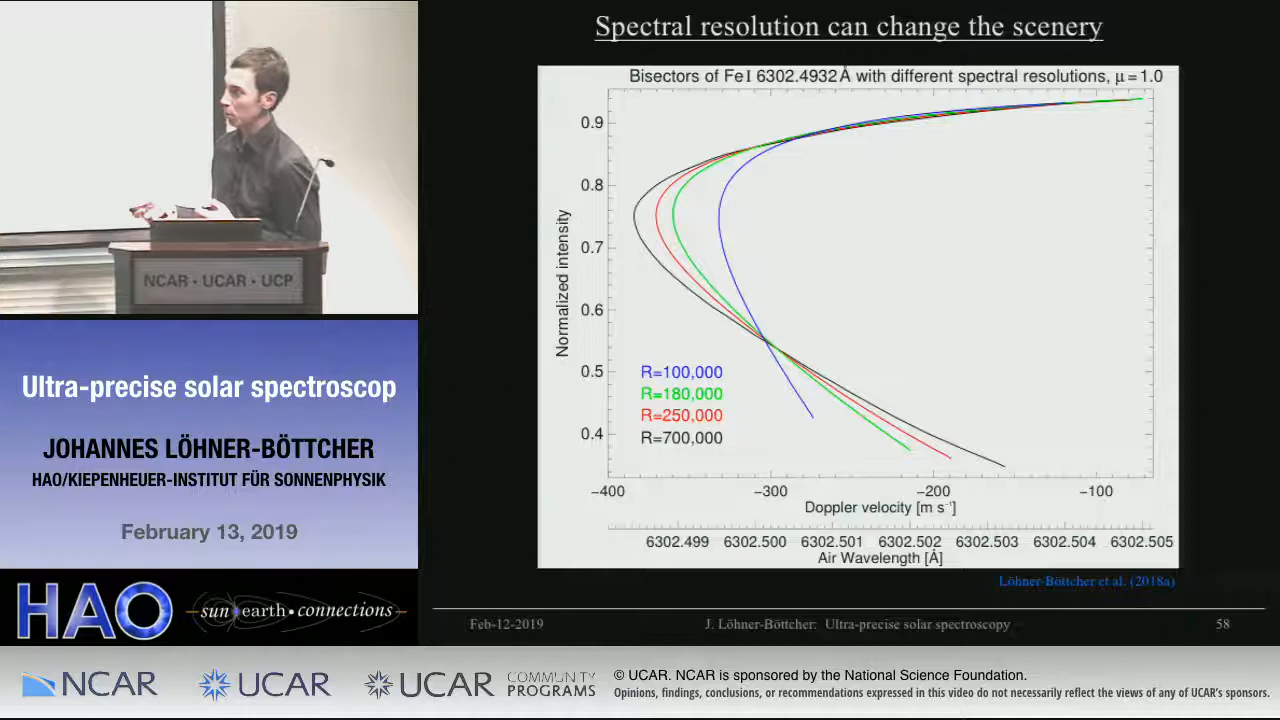 Spectral resolution can change the scenery
Bisectors of Fe I 6302.4932 Å with different spectral resolutions, μ = 1.0
Normalized intensity
0.9
0.8
0.7
0.6
0.5
0.4
R=100,000
R=180,000
R=250,000
R=700,000
−400 −300 −200 −100
Doppler velocity [m s⁻¹]
6302.499 6302.500 6302.501 6302.502 6302.503 6302.504 6302.505
Air Wavelength [Å]
Löhner-Böttcher et al. (2018a)
Feb-12-2019 J. Löhner-Böttcher: Ultra-precise solar spectroscopy 58
NCAR · UCAR · UCP
Ultra-precise solar spectroscop
JOHANNES LÖHNER-BÖTTCHER
HAO/KIEPENHEUER-INSTITUT FÜR SONNENPHYSIK
February 13, 2019
HAO
sun•earth•connections
NCAR
UCAR
UCAR COMMUNITY
PROGRAMS
© UCAR. NCAR is sponsored by the National Science Foundation.
Opinions, findings, conclusions, or recommendations expressed in this video do not necessarily reflect the views of any of UCAR's sponsors.